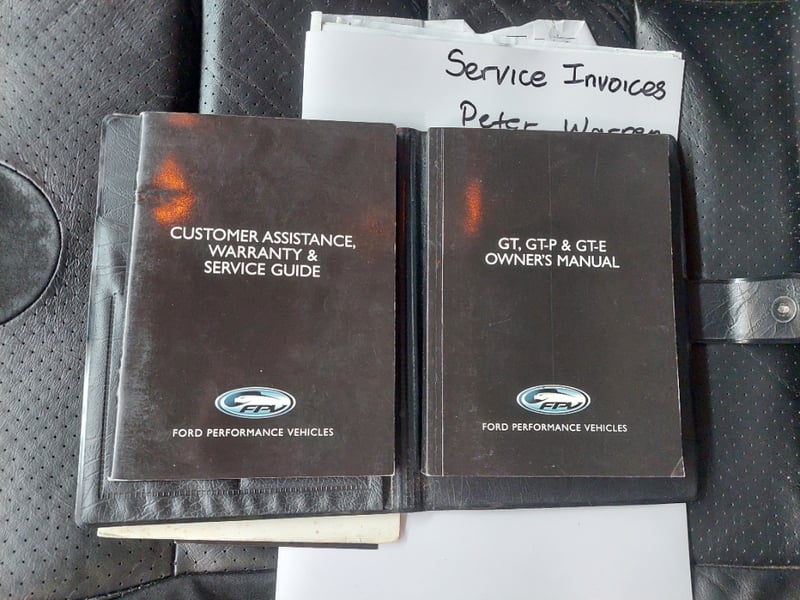 Service Invoices
Peter Warren
CUSTOMER ASSISTANCE,
WARRANTY &
SERVICE GUIDE
FPV
FORD PERFORMANCE VEHICLES
GT, GT-P & GT-E
OWNER'S MANUAL
FPV
FORD PERFORMANCE VEHICLES